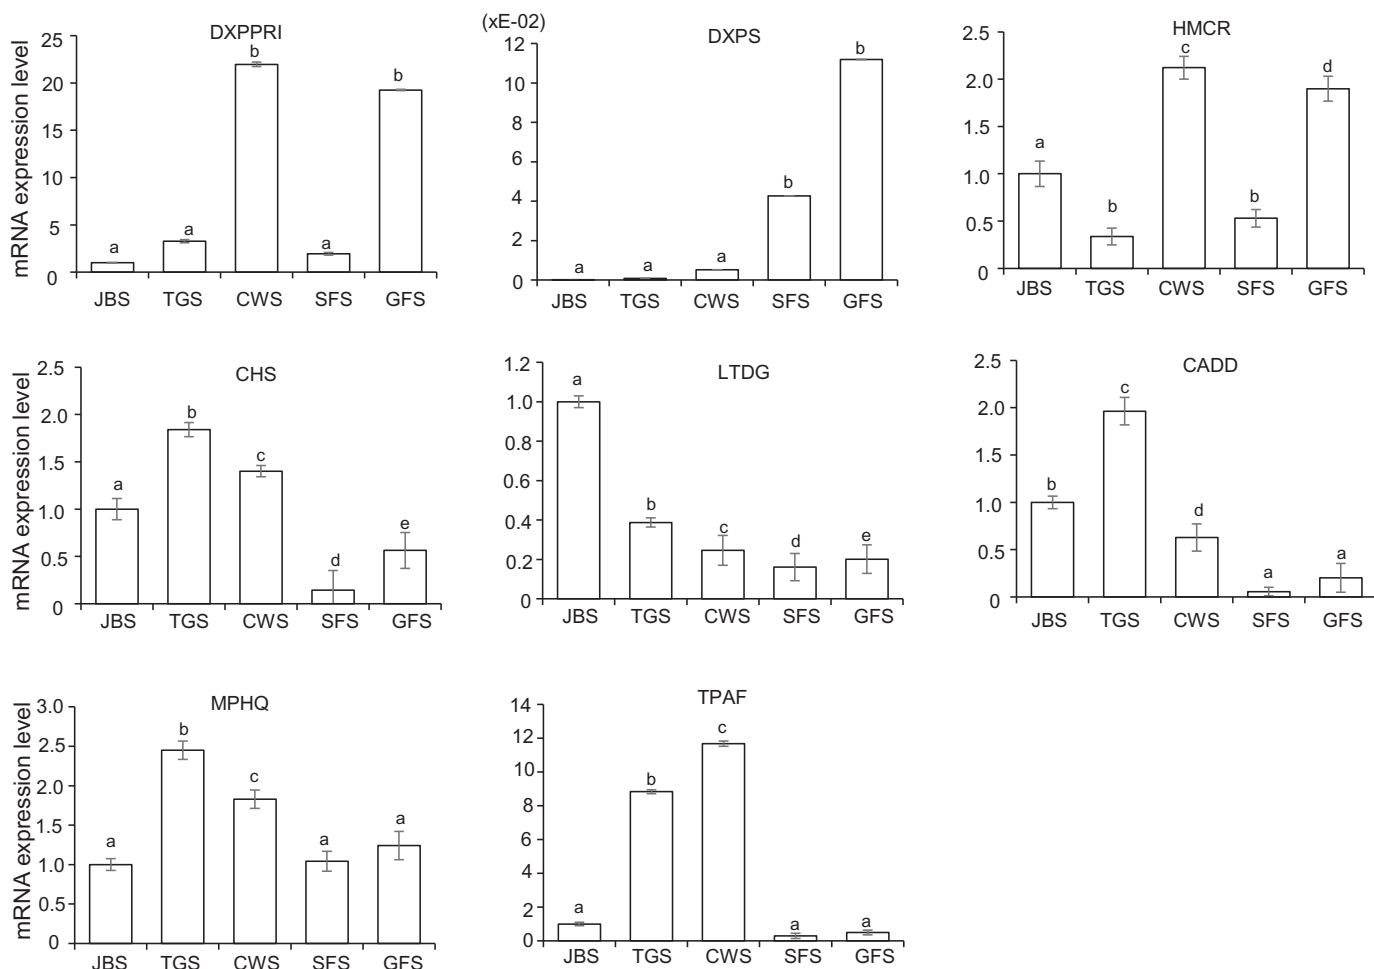 DXPPRI
mRNA expression level
25
20
15
10
5
0
b
b
a
a
a
JBS TGS CWS SFS GFS
(xE-02)
DXPS
12
10
8
6
4
2
0
b
b
a a a
JBS TGS CWS SFS GFS
HMCR
2.5
2.0
1.5
1.0
0.5
0
c
d
a
b
b
JBS TGS CWS SFS GFS
CHS
mRNA expression level
2.5
2.0
1.5
1.0
0.5
0
a
b
c
d
e
JBS TGS CWS SFS GFS
LTDG
1.2
1.0
0.8
0.6
0.4
0.2
0
a
b
c
d
e
JBS TGS CWS SFS GFS
CADD
2.5
2.0
1.5
1.0
0.5
0
b
c
d
a
a
JBS TGS CWS SFS GFS
MPHQ
mRNA expression level
3.0
2.5
2.0
1.5
1.0
0.5
0
a
b
c
a
a
JBS TGS CWS SFS GFS
TPAF
14
12
10
8
6
4
2
0
a
b
c
a
a
JBS TGS CWS SFS GFS